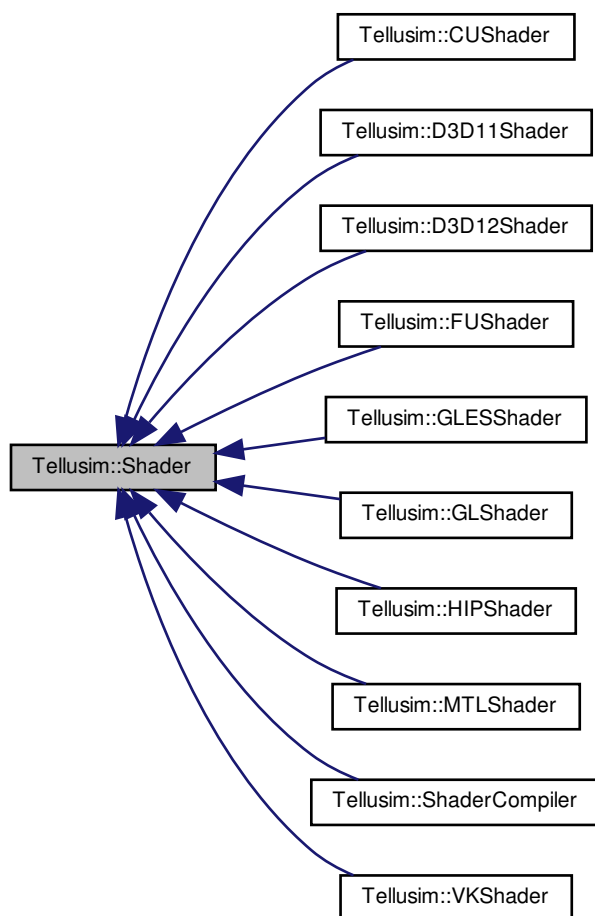 Tellusim::CUShader
Tellusim::D3D11Shader
Tellusim::D3D12Shader
Tellusim::FUShader
Tellusim::GLESShader
Tellusim::Shader
Tellusim::GLShader
Tellusim::HIPShader
Tellusim::MTLShader
Tellusim::ShaderCompiler
Tellusim::VKShader